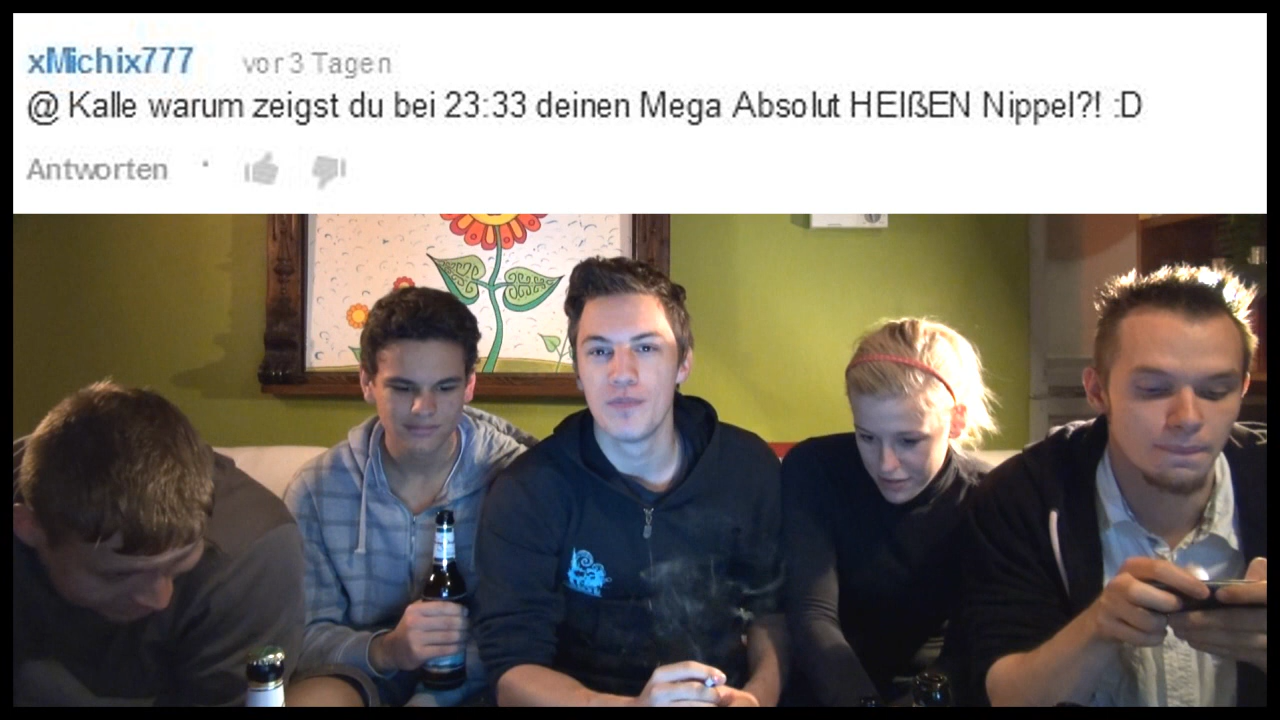 xMichix777 vor 3 Tagen
@ Kalle warum zeigst du bei 23:33 deinen Mega Absolut HEIßEN Nippel?! :D
Antworten ·